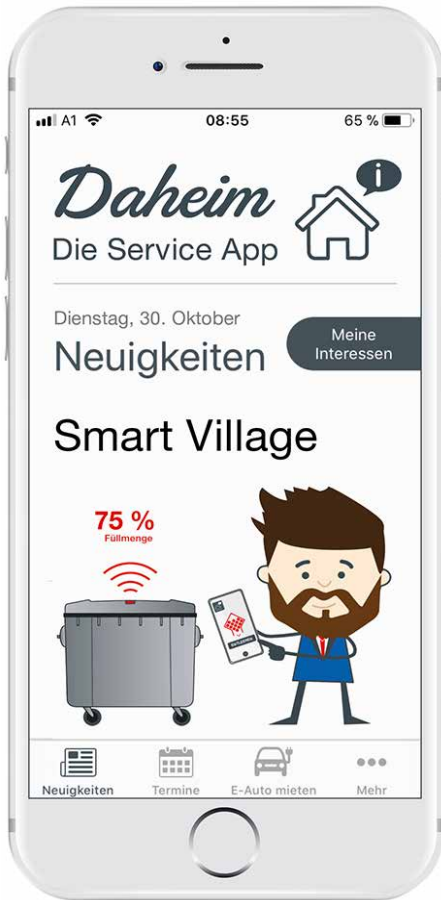 A1
08:55
65 %
Daheim
Die Service App
i
Dienstag, 30. Oktober
Neuigkeiten
Meine
Interessen
Smart Village
75 %
Füllmenge
Neuigkeiten
Termine
E-Auto mieten
Mehr